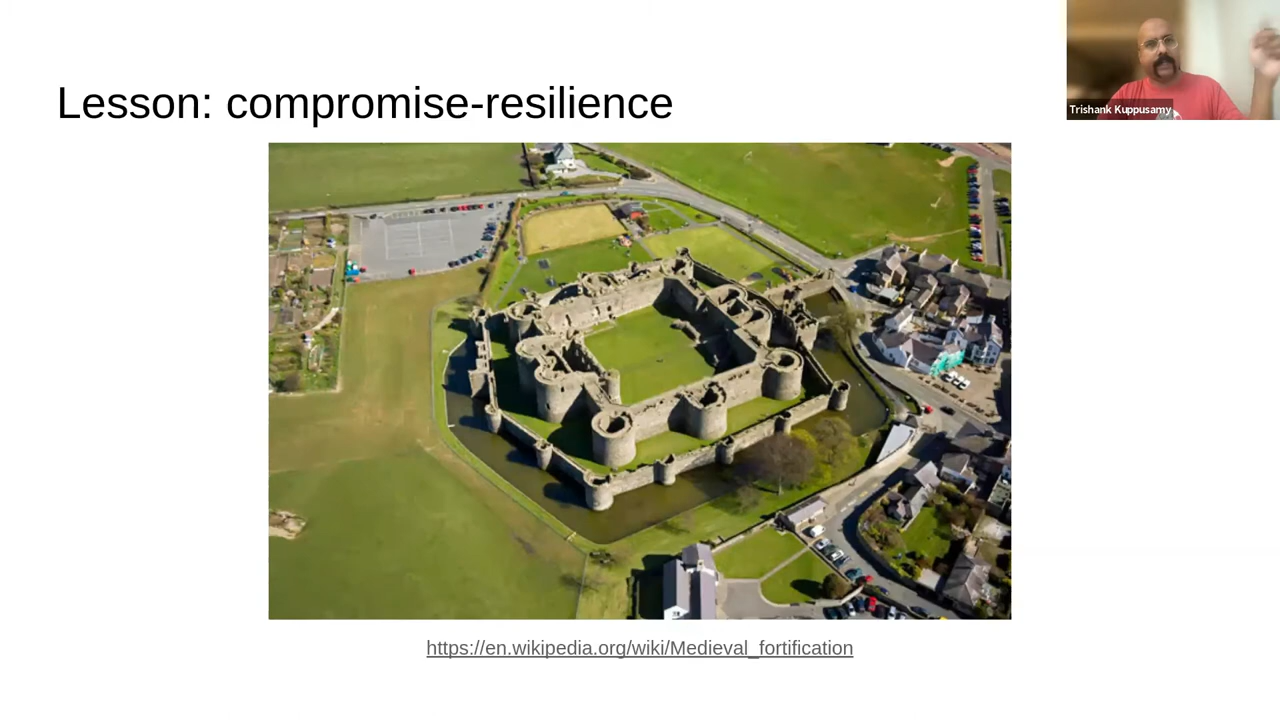 Lesson: compromise-resilience
Trishank Kuppusamy
https://en.wikipedia.org/wiki/Medieval_fortification